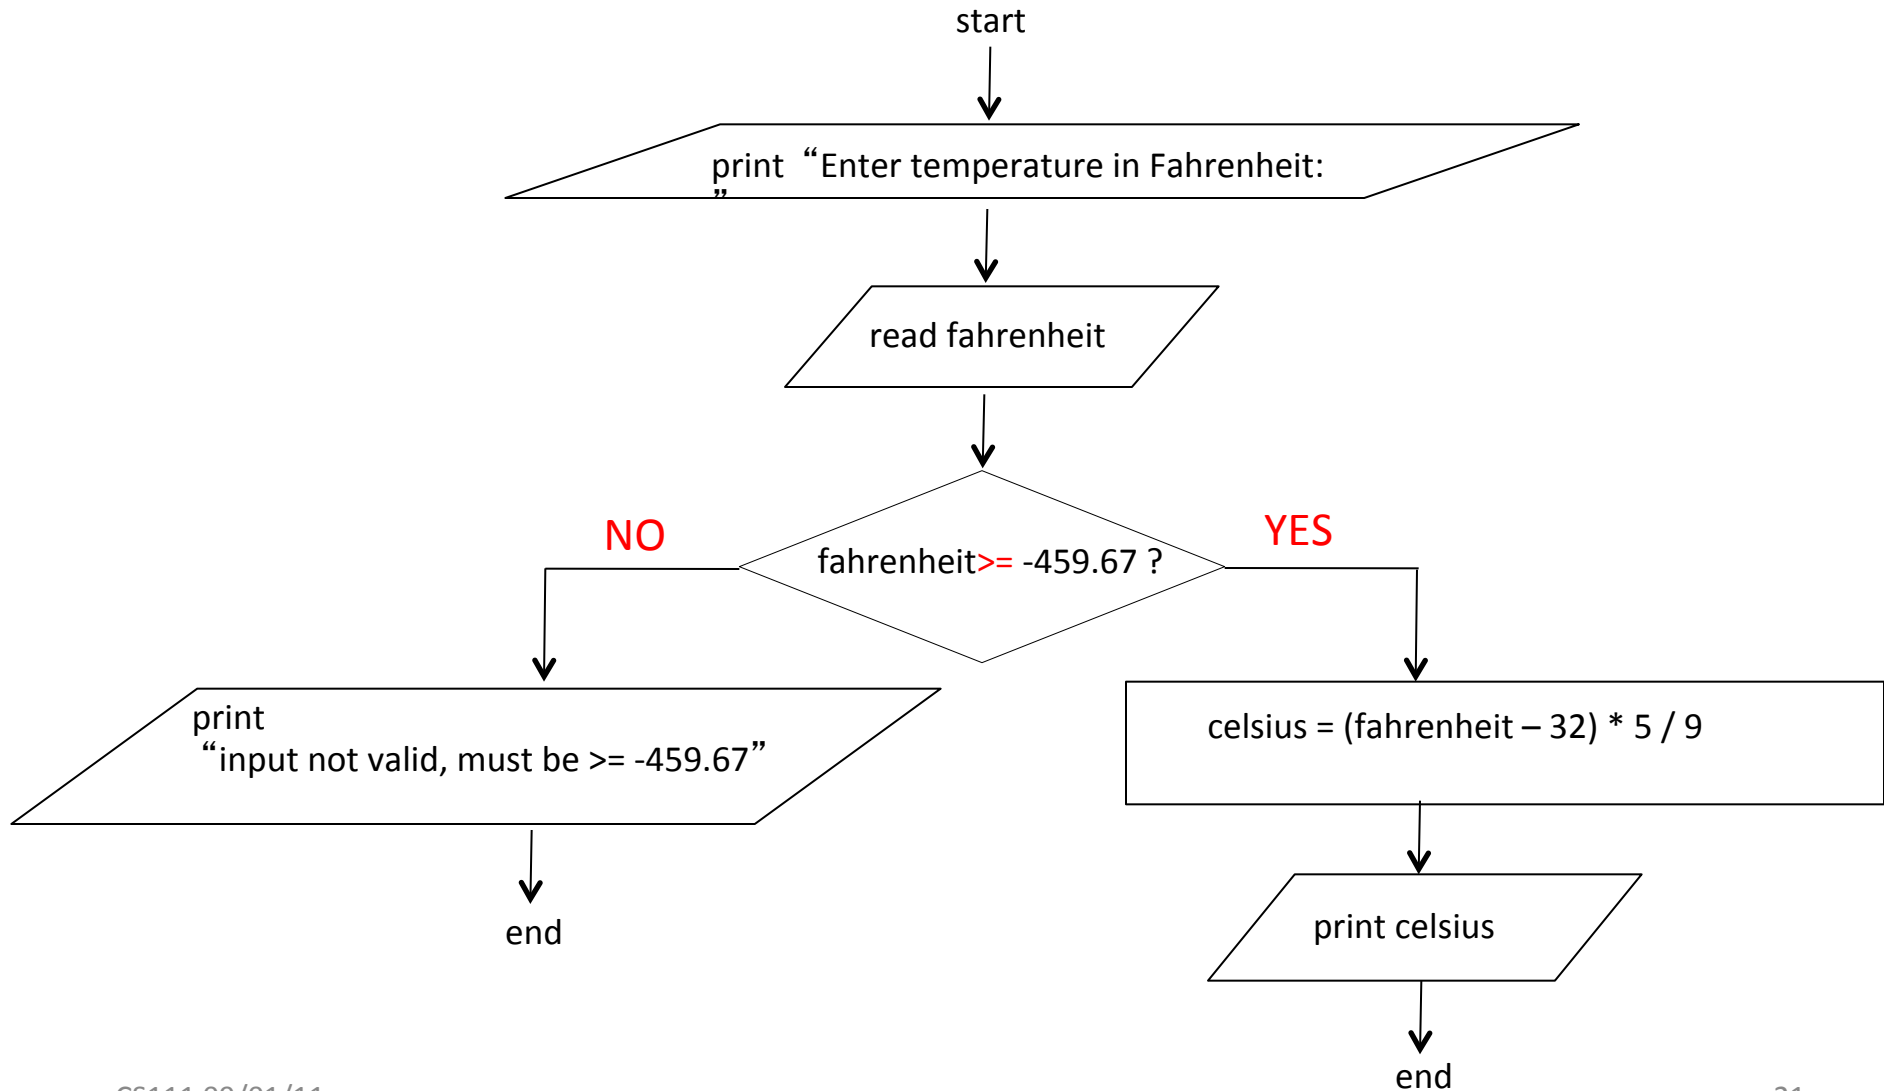 start
print “Enter temperature in Fahrenheit:
”
read fahrenheit
NO
YES
fahrenheit>= -459.67 ?
print
“input not valid, must be >= -459.67”
celsius = (fahrenheit – 32) * 5 / 9
end
print celsius
end